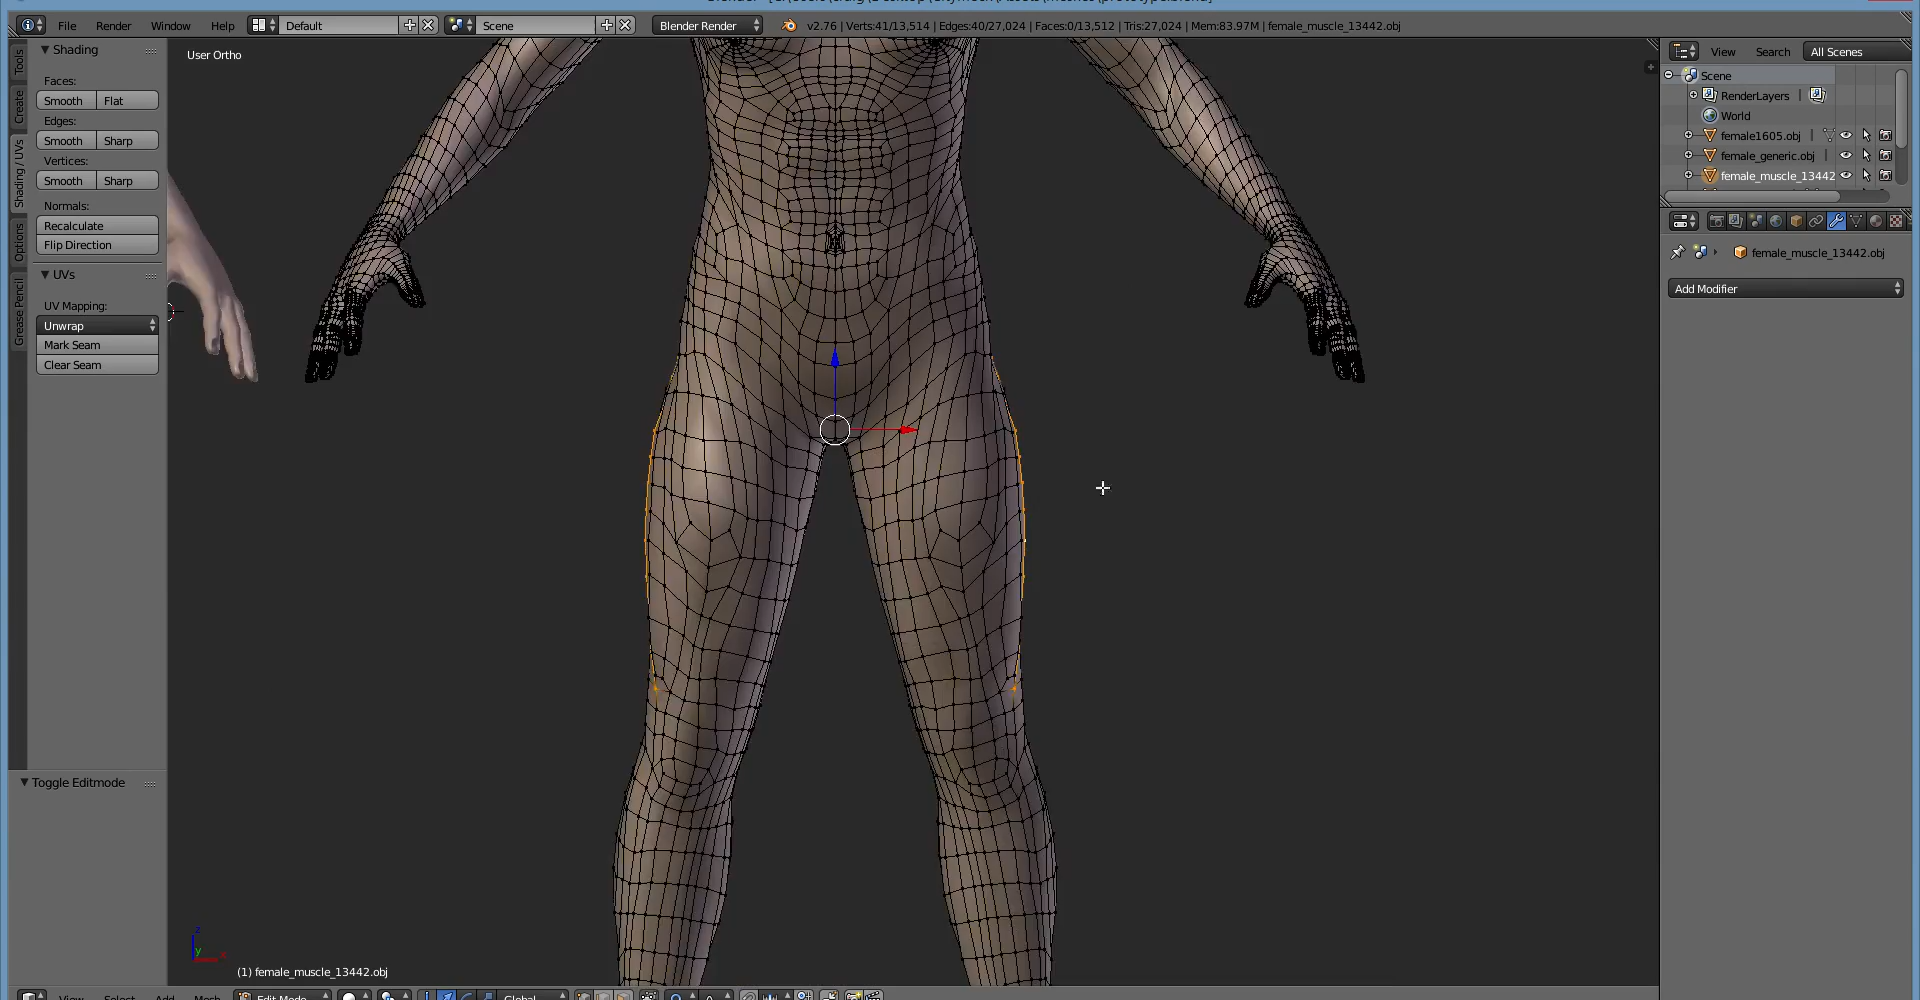 File Render Window Help Default Scene Blender Render v2.76 | Verts:41/13,514 | Edges:40/27,024 | Faces:0/13,512 | Tris:27,024 | Mem:83.97M | female_muscle_13442.obj
Tools
Create
Shading / UVs
Options
Grease Pencil
Shading
Faces:
Smooth Flat
Edges:
Smooth Sharp
Vertices:
Smooth Sharp
Normals:
Recalculate
Flip Direction
UVs
UV Mapping:
Unwrap
Mark Seam
Clear Seam
Toggle Editmode
User Ortho
z
y
x
(1) female_muscle_13442.obj
View Select Add Mesh Edit Mode Global
View Search All Scenes
Scene
RenderLayers
World
female1605.obj
female_generic.obj
female_muscle_13442
female_muscle_13442.obj
Add Modifier